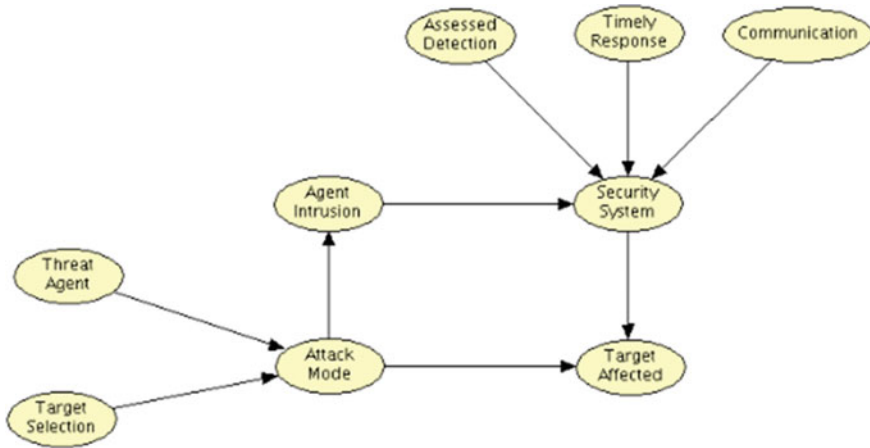 Assessed
Detection
Timely
Response
Communication
Agent
Intrusion
Security
System
Threat
Agent
Attack
Mode
Target
Affected
Target
Selection